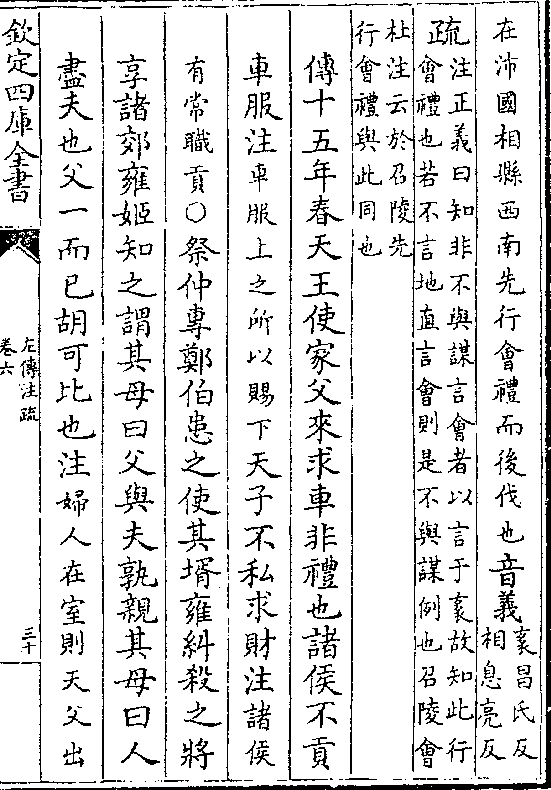 在沛國相縣西南先行會禮而後伐也音義袲昌氏反
相息亮反
疏注正義曰知非不與謀言會者以言于袲故知此行
會禮也若不言地直言會則是不與謀例也召陵會
杜注云於召陵先
行會禮與此同也
傳十五年春天王使家父來求車非禮也諸侯不貢
車服注車服上之所以賜下天子不私求財注諸侯
有常職貢○祭仲專鄭伯患之使其壻雍糾殺之將
享諸郊雍姬知之謂其母曰父與夫孰親其母曰人
盡夫也父一而已胡可比也注婦人在室則天父出
欽定四庫全書
左傳注疏
卷六
三十